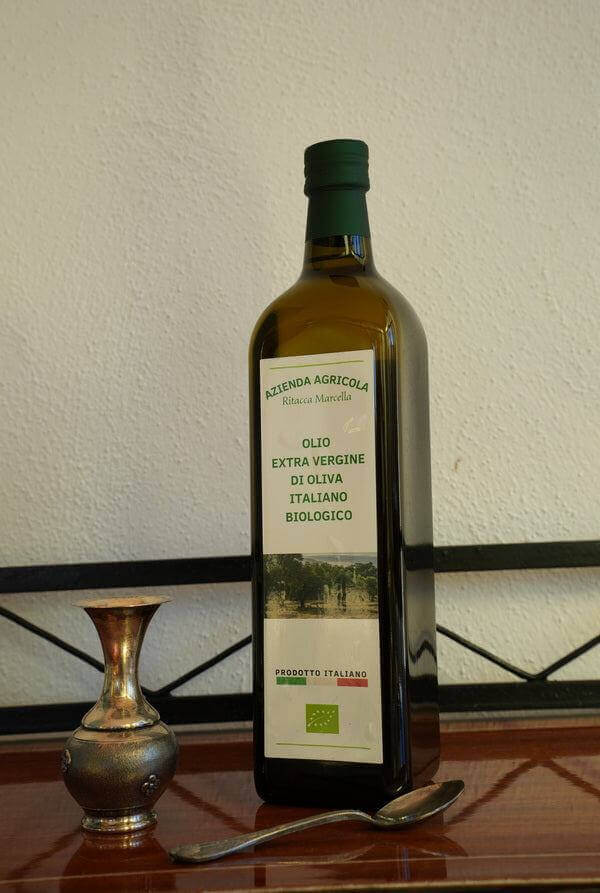 AZIENDA AGRICOLA
Ritacca Marcella
OLIO
EXTRA VERGINE
DI OLIVA
ITALIANO
BIOLOGICO
PRODOTTO ITALIANO